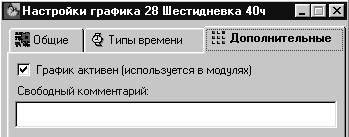 Настройки графика 28 Шестидневка 40ч
Общие Типы времени Дополнительные
График активен (используется в модулях)
Свободный комментарий: